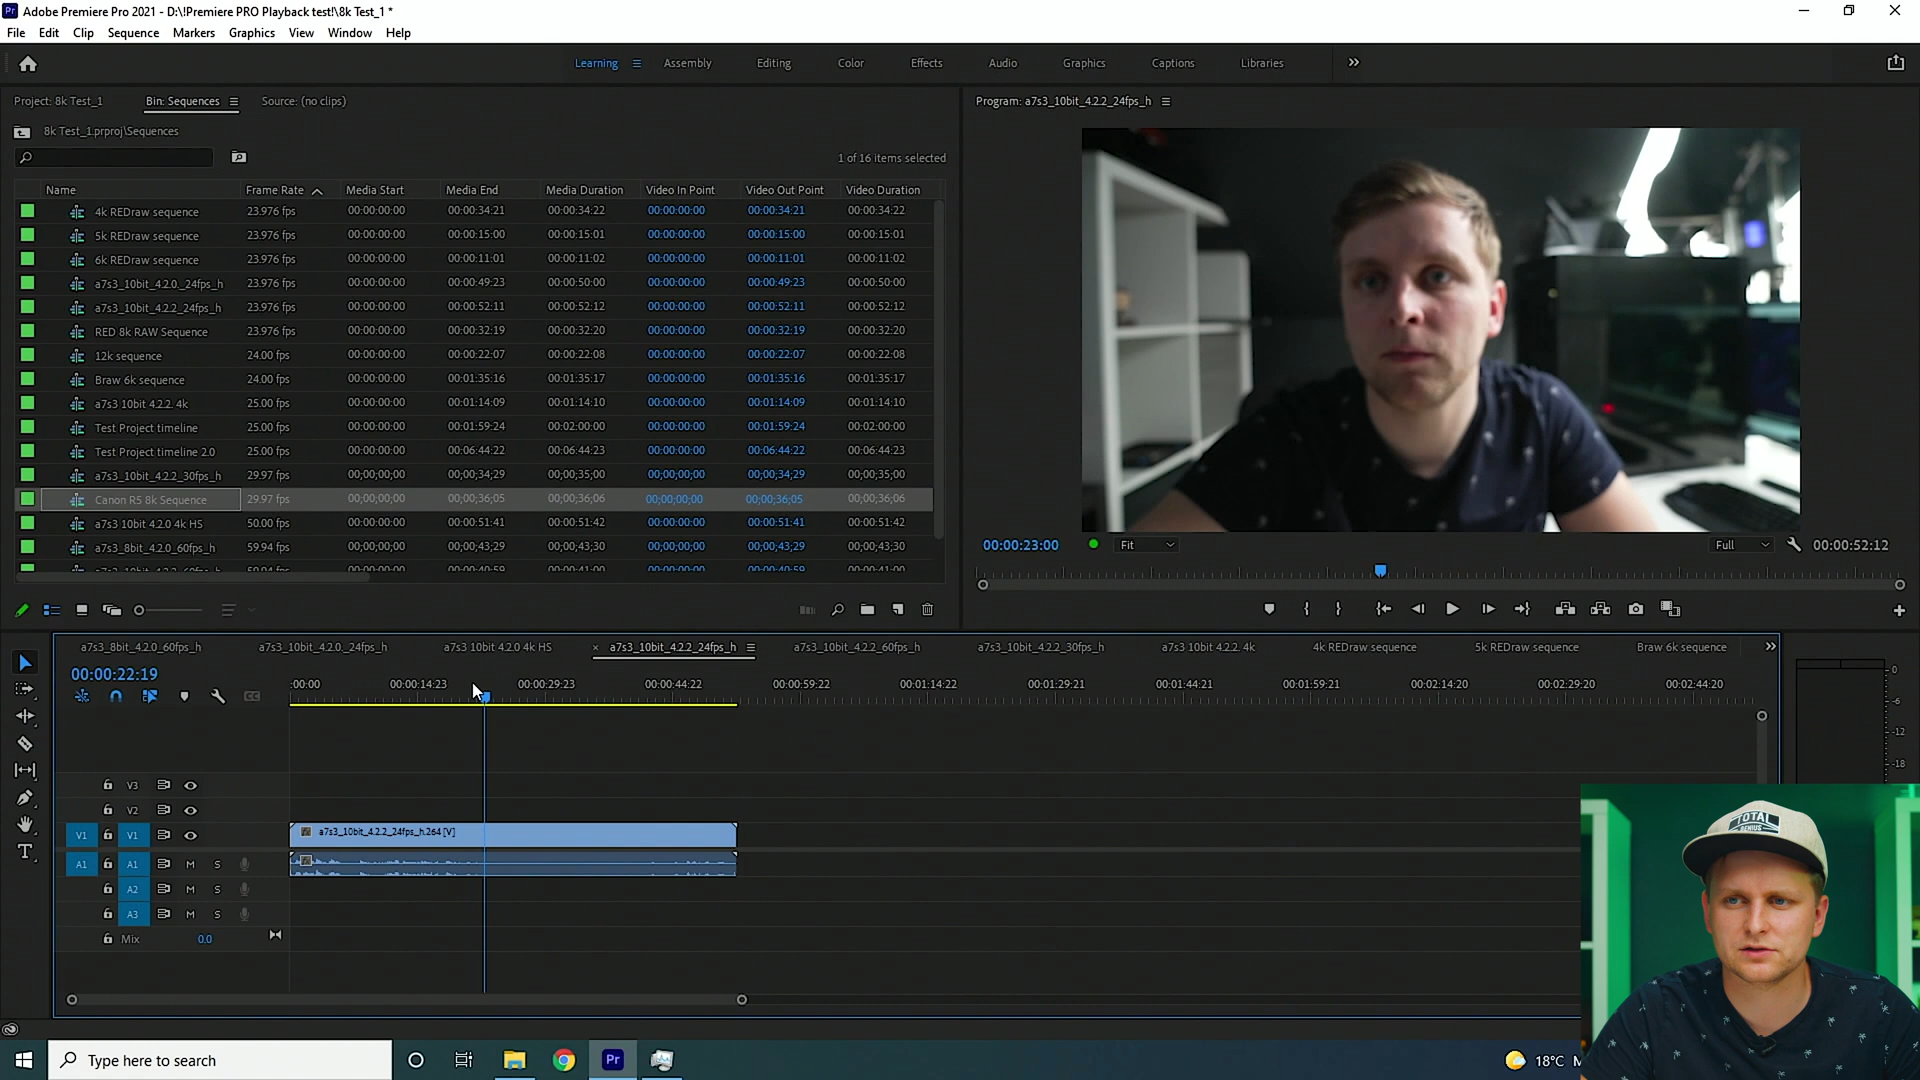 Adobe Premiere Pro 2021 - D:\!Premiere PRO Playback test!\8k Test_1 *
File Edit Clip Sequence Markers Graphics View Window Help
Learning Assembly Editing Color Effects Audio Graphics Captions Libraries
Project: 8k Test_1 Bin: Sequences Source: (no clips)
Program: a7s3_10bit_4.2.2_24fps_h
8k Test_1.prproj\Sequences
1 of 16 items selected
Name Frame Rate Media Start Media End Media Duration Video In Point Video Out Point Video Duration
4k REDraw sequence 23.976 fps 00:00:00:00 00:00:34:21 00:00:34:22 00:00:00:00 00:00:34:21 00:00:34:22
5k REDraw sequence 23.976 fps 00:00:00:00 00:00:15:00 00:00:15:01 00:00:00:00 00:00:15:00 00:00:15:01
6k REDraw sequence 23.976 fps 00:00:00:00 00:00:11:01 00:00:11:02 00:00:00:00 00:00:11:01 00:00:11:02
a7s3_10bit_4.2.0._24fps_h 23.976 fps 00:00:00:00 00:00:49:23 00:00:50:00 00:00:00:00 00:00:49:23 00:00:50:00
a7s3_10bit_4.2.2_24fps_h 23.976 fps 00:00:00:00 00:00:52:11 00:00:52:12 00:00:00:00 00:00:52:11 00:00:52:12
RED 8k RAW Sequence 23.976 fps 00:00:00:00 00:00:32:19 00:00:32:20 00:00:00:00 00:00:32:19 00:00:32:20
12k sequence 24.00 fps 00:00:00:00 00:00:22:07 00:00:22:08 00:00:00:00 00:00:22:07 00:00:22:08
Braw 6k sequence 24.00 fps 00:00:00:00 00:01:35:16 00:01:35:17 00:00:00:00 00:01:35:16 00:01:35:17
a7s3 10bit 4.2.2. 4k 25.00 fps 00:00:00:00 00:01:14:09 00:01:14:10 00:00:00:00 00:01:14:09 00:01:14:10
Test Project timeline 25.00 fps 00:00:00:00 00:01:59:24 00:02:00:00 00:00:00:00 00:01:59:24 00:02:00:00
Test Project timeline 2.0 25.00 fps 00:00:00:00 00:06:44:22 00:06:44:23 00:00:00:00 00:06:44:22 00:06:44:23
a7s3_10bit_4.2.2_30fps_h 29.97 fps 00;00;00;00 00;00;34;29 00;00;35;00 00;00;00;00 00;00;34;29 00;00;35;00
Canon R5 8k Sequence 29.97 fps 00;00;00;00 00;00;36;05 00;00;36;06 00;00;00;00 00;00;36;05 00;00;36;06
a7s3 10bit 4.2.0 4k HS 50.00 fps 00:00:00:00 00:00:51:41 00:00:51:42 00:00:00:00 00:00:51:41 00:00:51:42
a7s3_8bit_4.2.0_60fps_h 59.94 fps 00;00;00;00 00;00;43;29 00;00;43;30 00;00;00;00 00;00;43;29 00;00;43;30
00:00:23:00 Fit Full 00:00:52:12
a7s3_8bit_4.2.0_60fps_h a7s3_10bit_4.2.0._24fps_h a7s3 10bit 4.2.0 4k HS × a7s3_10bit_4.2.2_24fps_h a7s3_10bit_4.2.2_60fps_h a7s3_10bit_4.2.2_30fps_h a7s3 10bit 4.2.2. 4k 4k REDraw sequence 5k REDraw sequence Braw 6k sequence
00:00:22:19
:00:00 00:00:14:23 00:00:29:23 00:00:44:22 00:00:59:22 00:01:14:22 00:01:29:21 00:01:44:21 00:01:59:21 00:02:14:20 00:02:29:20 00:02:44:20
0
-6
-12
-18
V3
V2
V1 V1 a7s3_10bit_4.2.2_24fps_h.264 [V]
A1 A1 M S
A2 M S
A3 M S
Mix 0.0
TOTAL
GENIUS
Type here to search
Pr
18°C